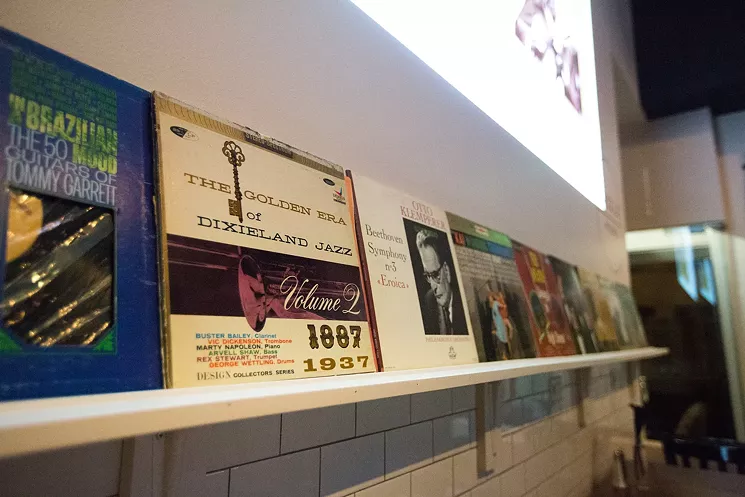 IN BRAZILIAN
MOOD
THE 50
GUITARS OF
TOMMY GARRETT
THE GOLDEN ERA
of
DIXIELAND JAZZ
Volume 2
1887
1937
BUSTER BAILEY, Clarinet
VIC DICKENSON, Trombone
MARTY NAPOLEON, Piano
ARVELL SHAW, Bass
REX STEWART, Trumpet
GEORGE WETTLING, Drums
DESIGN COLLECTORS SERIES
OTTO
KLEMPERER
Beethoven
Symphony
nº3
«Eroica»